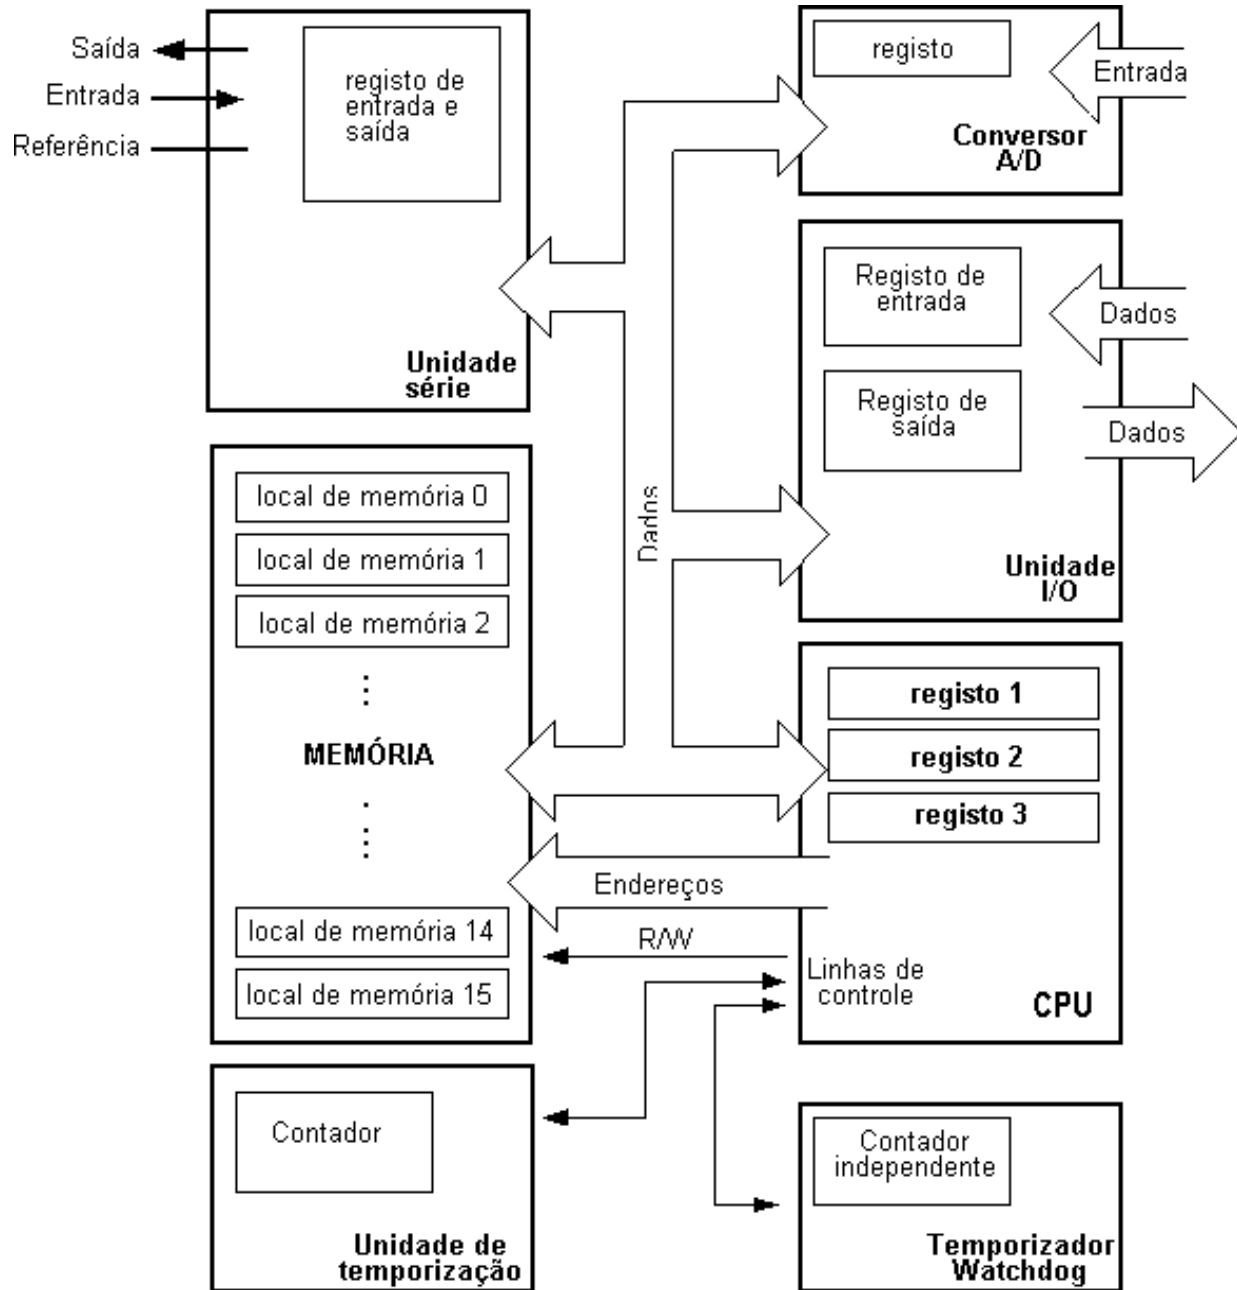 Saída
Entrada
Referência
registo de
entrada e
saída
Unidade
série
registo
Entrada
Conversor
A/D
Registo de
entrada
Dados
Registo de
saída
Dados
Unidade
I/O
Dados
local de memória 0
local de memória 1
local de memória 2
MEMÓRIA
local de memória 14
local de memória 15
registo 1
registo 2
registo 3
Endereços
R/W
Linhas de
controle
CPU
Contador
Unidade de
temporização
Contador
independente
Temporizador
Watchdog